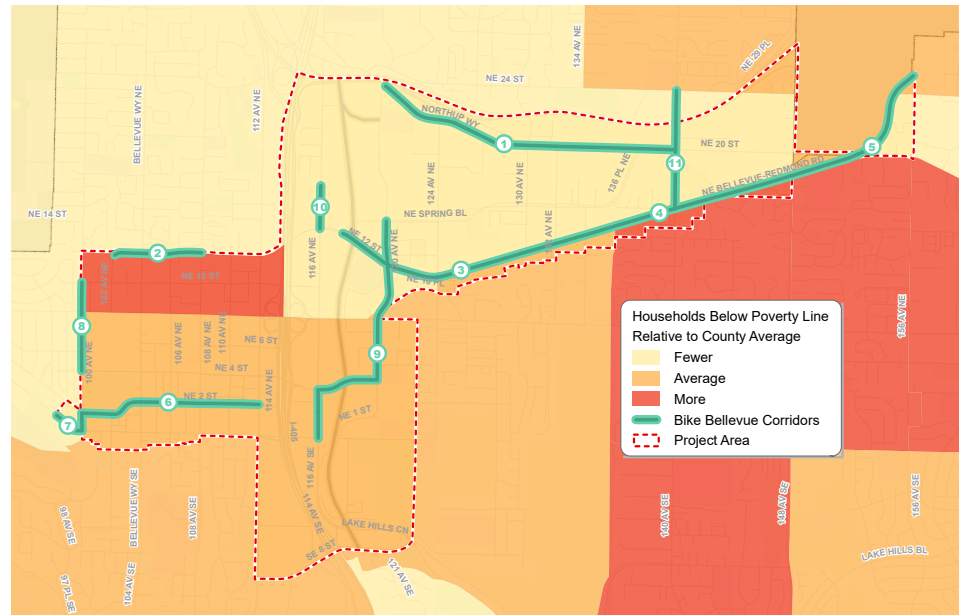 134 AV NE
NE 29 PL
NE 24 ST
BELLEVUE WY NE
112 AV NE
NORTHUP WY
1
NE 20 ST
5
11
136 PL NE
NE BELLEVUE-REDMOND RD
124 AV NE
130 AV NE
10
NE 14 ST
NE SPRING BL
4
NE 12 ST
116 AV NE
2
3
NE 10 ST
102 AV NE
8
106 AV NE
108 AV NE
110 AV NE
NE 6 ST
100 AV NE
9
NE 4 ST
114 AV NE
NE 2 ST
6
NE 1 ST
7
I-405
156 AV NE
Households Below Poverty Line
Relative to County Average
Fewer
Average
More
Bike Bellevue Corridors
Project Area
116 AV SE
114 AV SE
98 AV SE
BELLEVUE WY SE
108 AV SE
104 AV SE
97 PL SE
LAKE HILLS CN
SE 8 ST
121 AV SE
140 AV SE
148 AV SE
156 AV SE
LAKE HILLS BL